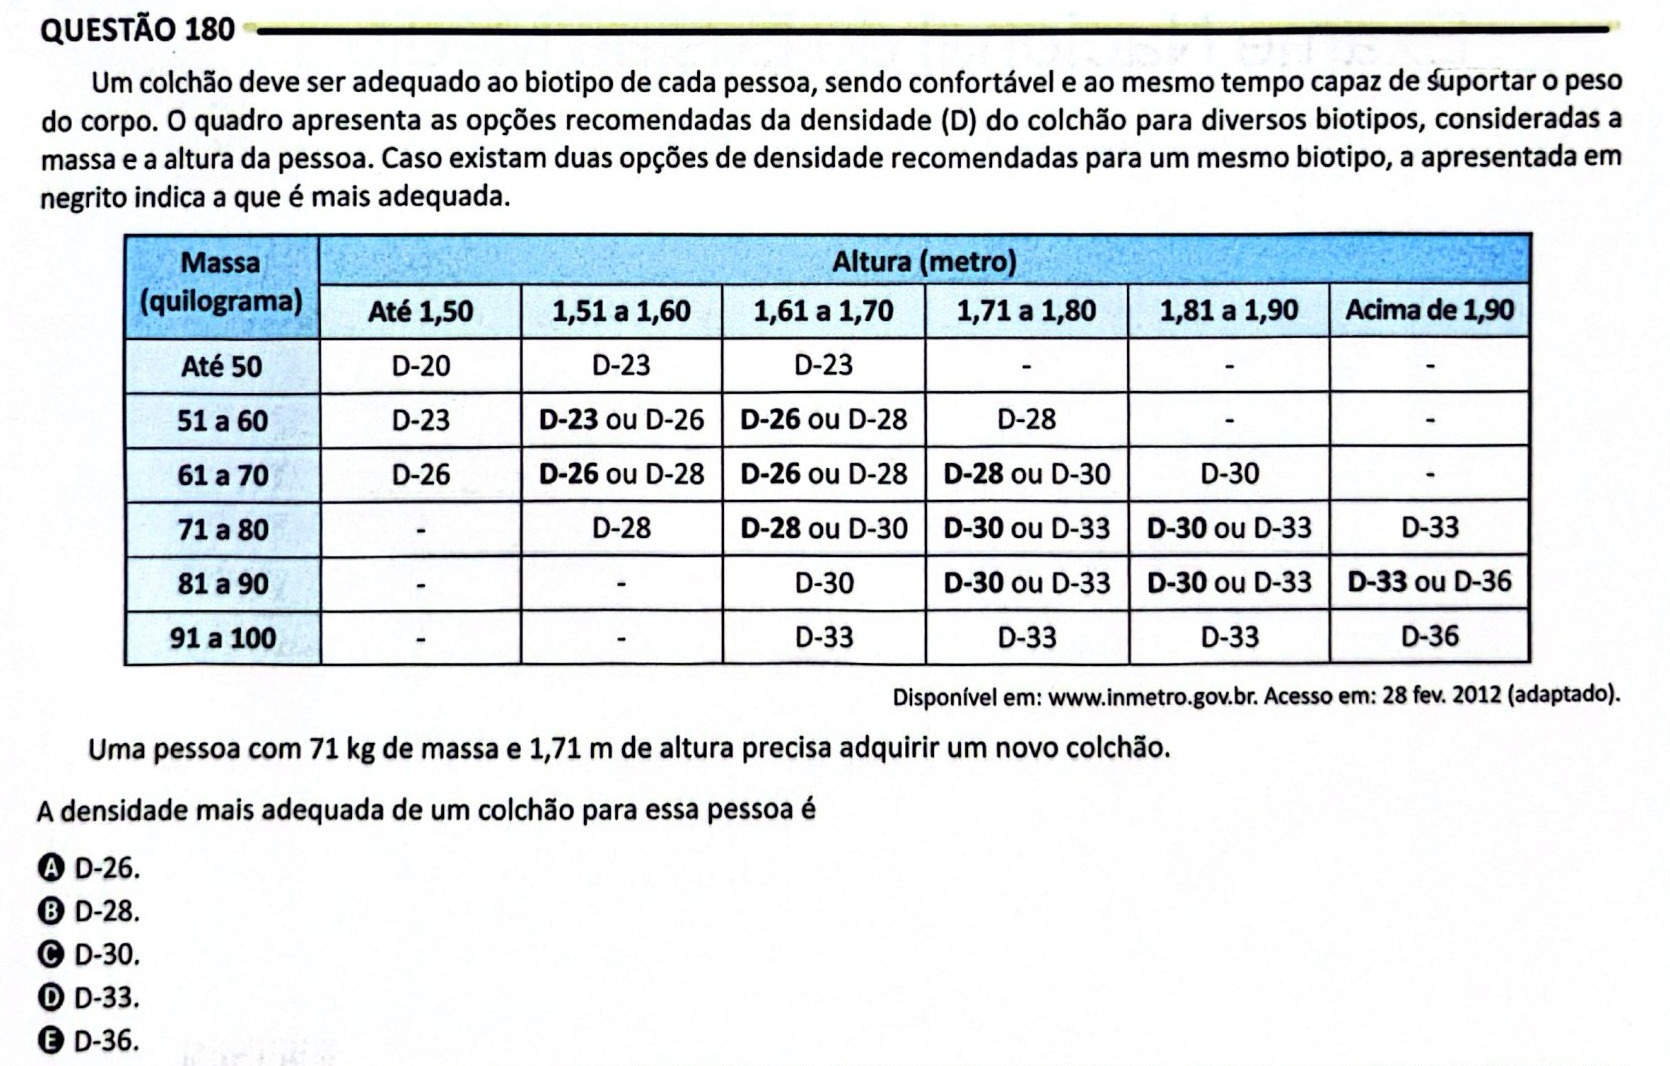 QUESTÃO 180
Um colchão deve ser adequado ao biotipo de cada pessoa, sendo confortável e ao mesmo tempo capaz de suportar o peso
do corpo. O quadro apresenta as opções recomendadas da densidade (D) do colchão para diversos biotipos, consideradas a
massa e a altura da pessoa. Caso existam duas opções de densidade recomendadas para um mesmo biotipo, a apresentada em
negrito indica a que é mais adequada.
Massa (quilograma) Altura (metro)
Até 1,50 1,51 a 1,60 1,61 a 1,70 1,71 a 1,80 1,81 a 1,90 Acima de 1,90
Até 50 D-20 D-23 D-23 - - -
51 a 60 D-23 D-23 ou D-26 D-26 ou D-28 D-28 - -
61 a 70 D-26 D-26 ou D-28 D-26 ou D-28 D-28 ou D-30 D-30 -
71 a 80 - D-28 D-28 ou D-30 D-30 ou D-33 D-30 ou D-33 D-33
81 a 90 - - D-30 D-30 ou D-33 D-30 ou D-33 D-33 ou D-36
91 a 100 - - D-33 D-33 D-33 D-36
Disponível em: www.inmetro.gov.br. Acesso em: 28 fev. 2012 (adaptado).
Uma pessoa com 71 kg de massa e 1,71 m de altura precisa adquirir um novo colchão.
A densidade mais adequada de um colchão para essa pessoa é
A D-26.
B D-28.
C D-30.
D D-33.
E D-36.